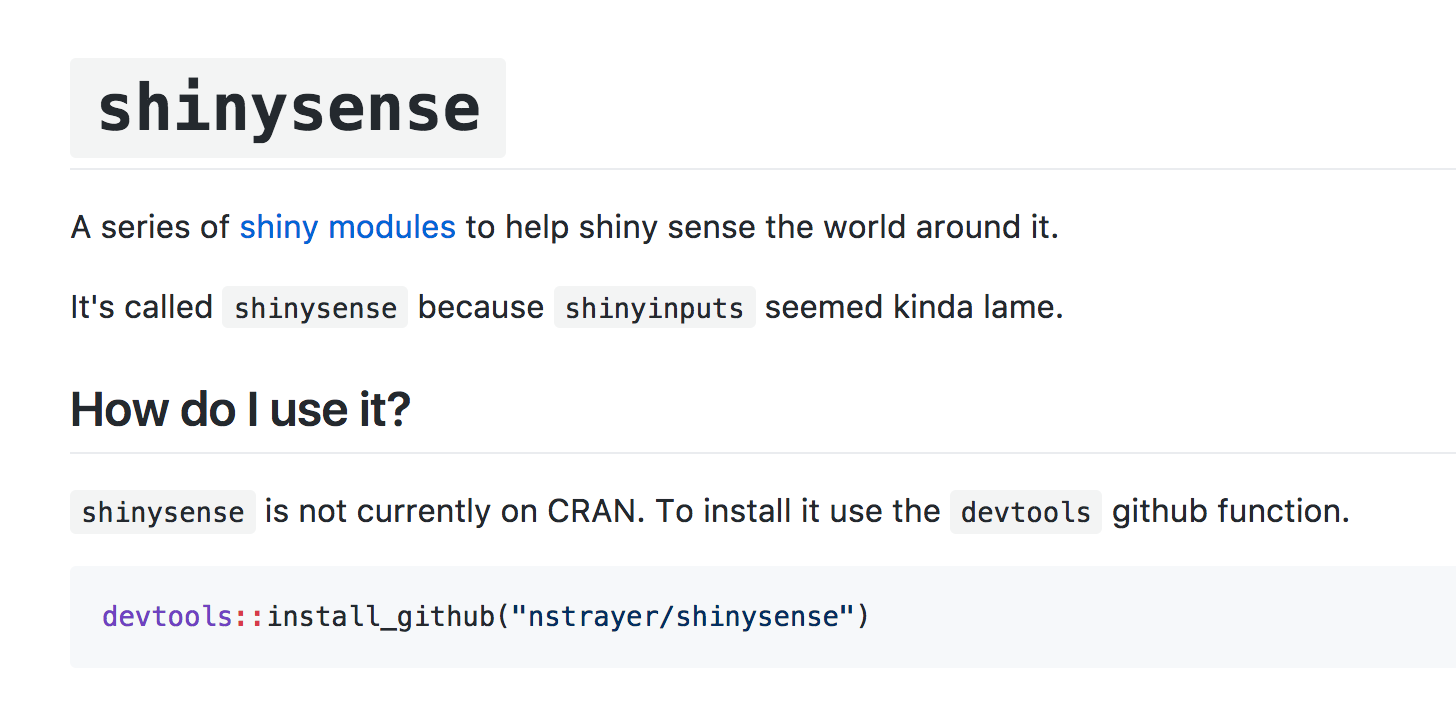 shinysense
A series of shiny modules to help shiny sense the world around it.
It's called shinysense because shinyinputs seemed kinda lame.
How do I use it?
shinysense is not currently on CRAN. To install it use the devtools github function.
devtools::install_github("nstrayer/shinysense")